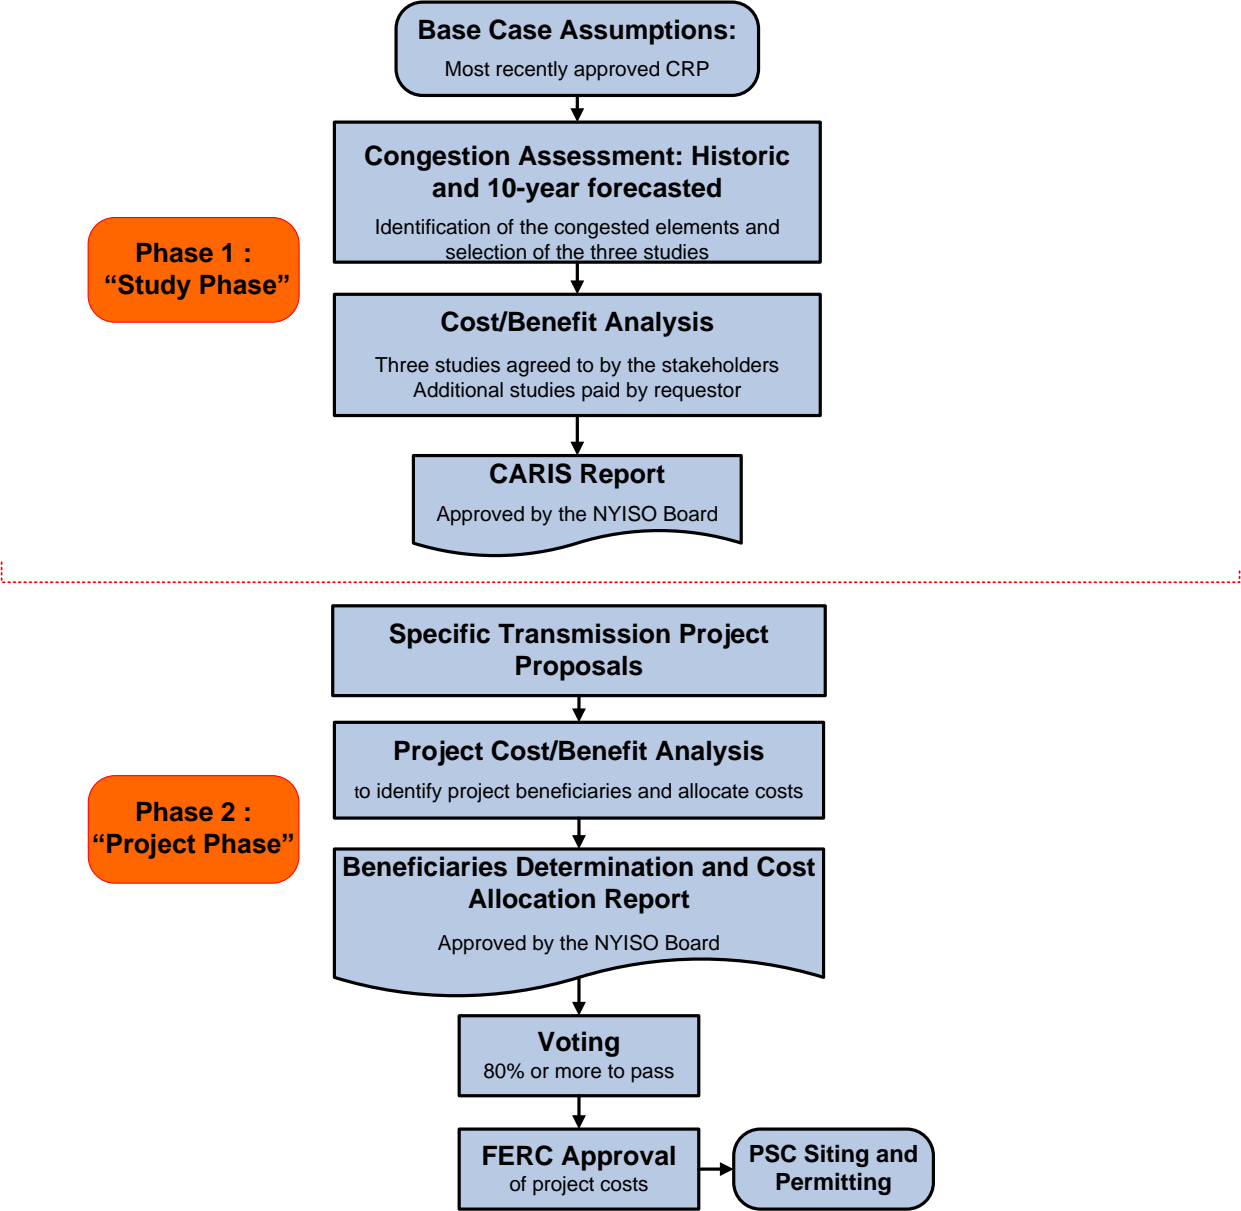 Base Case Assumptions:
Most recently approved CRP
Congestion Assessment: Historic
and 10-year forecasted
Identification of the congested elements and
selection of the three studies
Phase 1 :
“Study Phase”
Cost/Benefit Analysis
Three studies agreed to by the stakeholders
Additional studies paid by requestor
CARIS Report
Approved by the NYISO Board
Specific Transmission Project
Proposals
Project Cost/Benefit Analysis
to identify project beneficiaries and allocate costs
Phase 2 :
“Project Phase”
Beneficiaries Determination and Cost
Allocation Report
Approved by the NYISO Board
Voting
80% or more to pass
FERC Approval
of project costs
PSC Siting and
Permitting